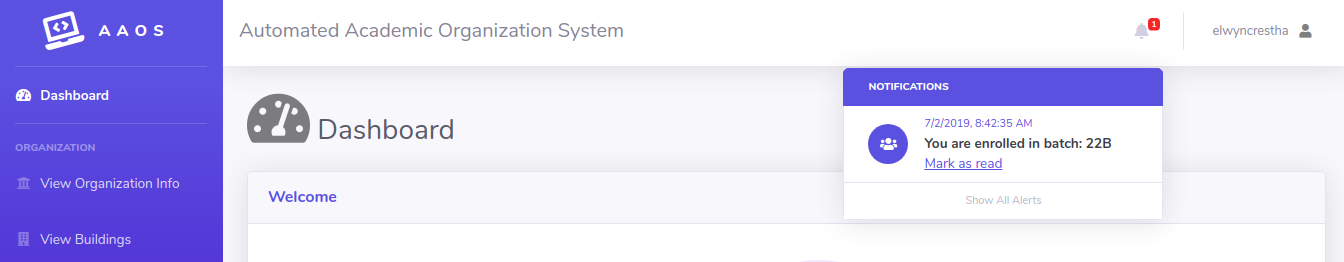 AAOS
Automated Academic Organization System
1
elwyncrestha
Dashboard
ORGANIZATION
View Organization Info
View Buildings
Dashboard
Welcome
NOTIFICATIONS
7/2/2019, 8:42:35 AM
You are enrolled in batch: 22B
Mark as read
Show All Alerts